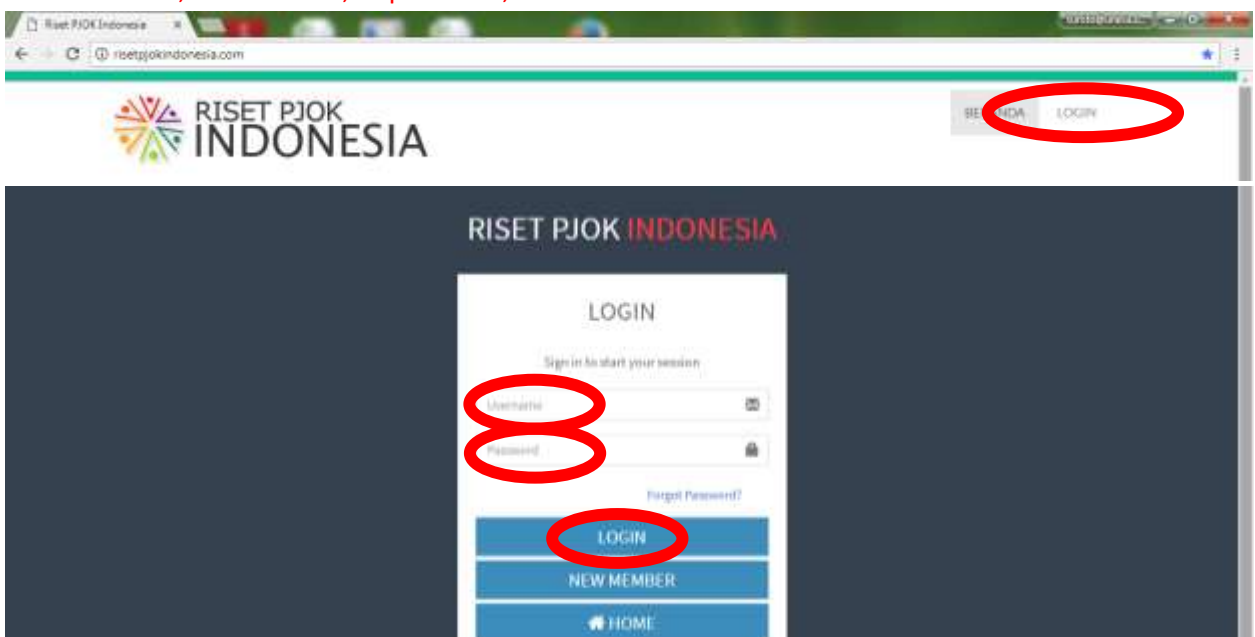 Riset PJOK Indonesia
risetpjokindonesia.com
RISET PJOK
INDONESIA
LOGIN
RISET PJOK INDONESIA
LOGIN
Sign in to start your session
Username
Password
Forgot Password?
LOGIN
NEW MEMBER
HOME